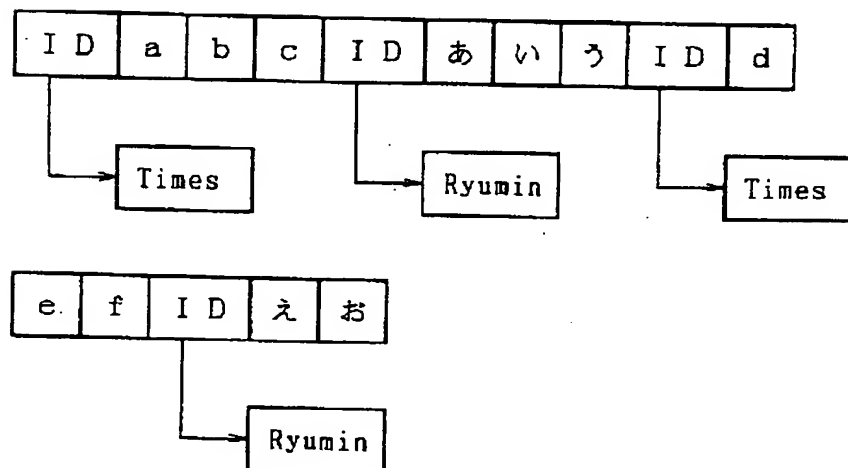 ID a b c ID あ い う ID d
Times Ryumin Times
e f ID え お
Ryumin